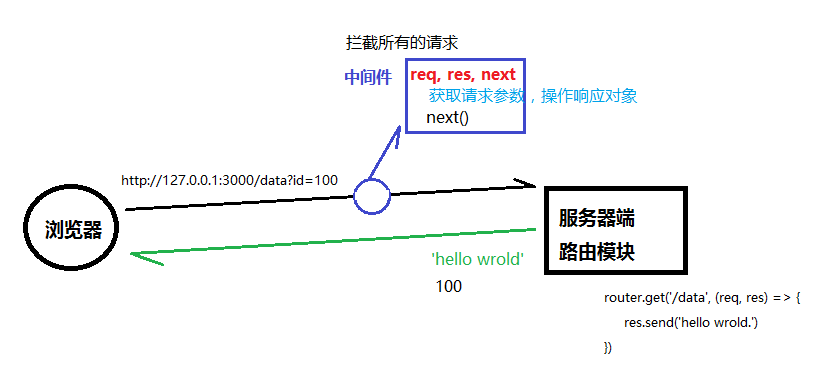 拦截所有的请求
中间件
req, res, next
获取请求参数，操作响应对象
next()
http://127.0.0.1:3000/data?id=100
浏览器
服务器端
路由模块
'hello wrold'
100
router.get('/data', (req, res) => {
res.send('hello wrold.')
})